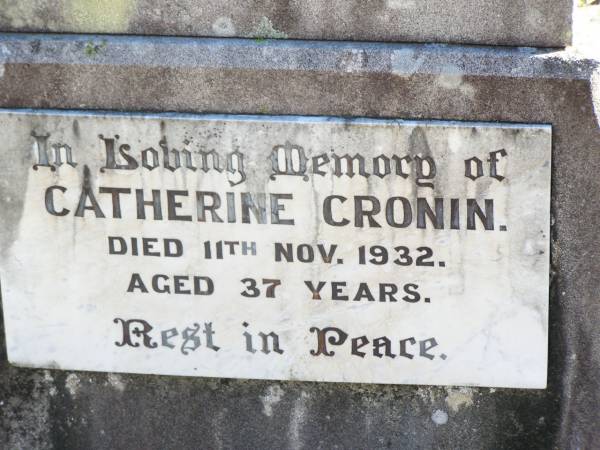 In Loving Memory of
CATHERINE CRONIN.
DIED 11TH NOV. 1932.
AGED 37 YEARS.
Rest in Peace.